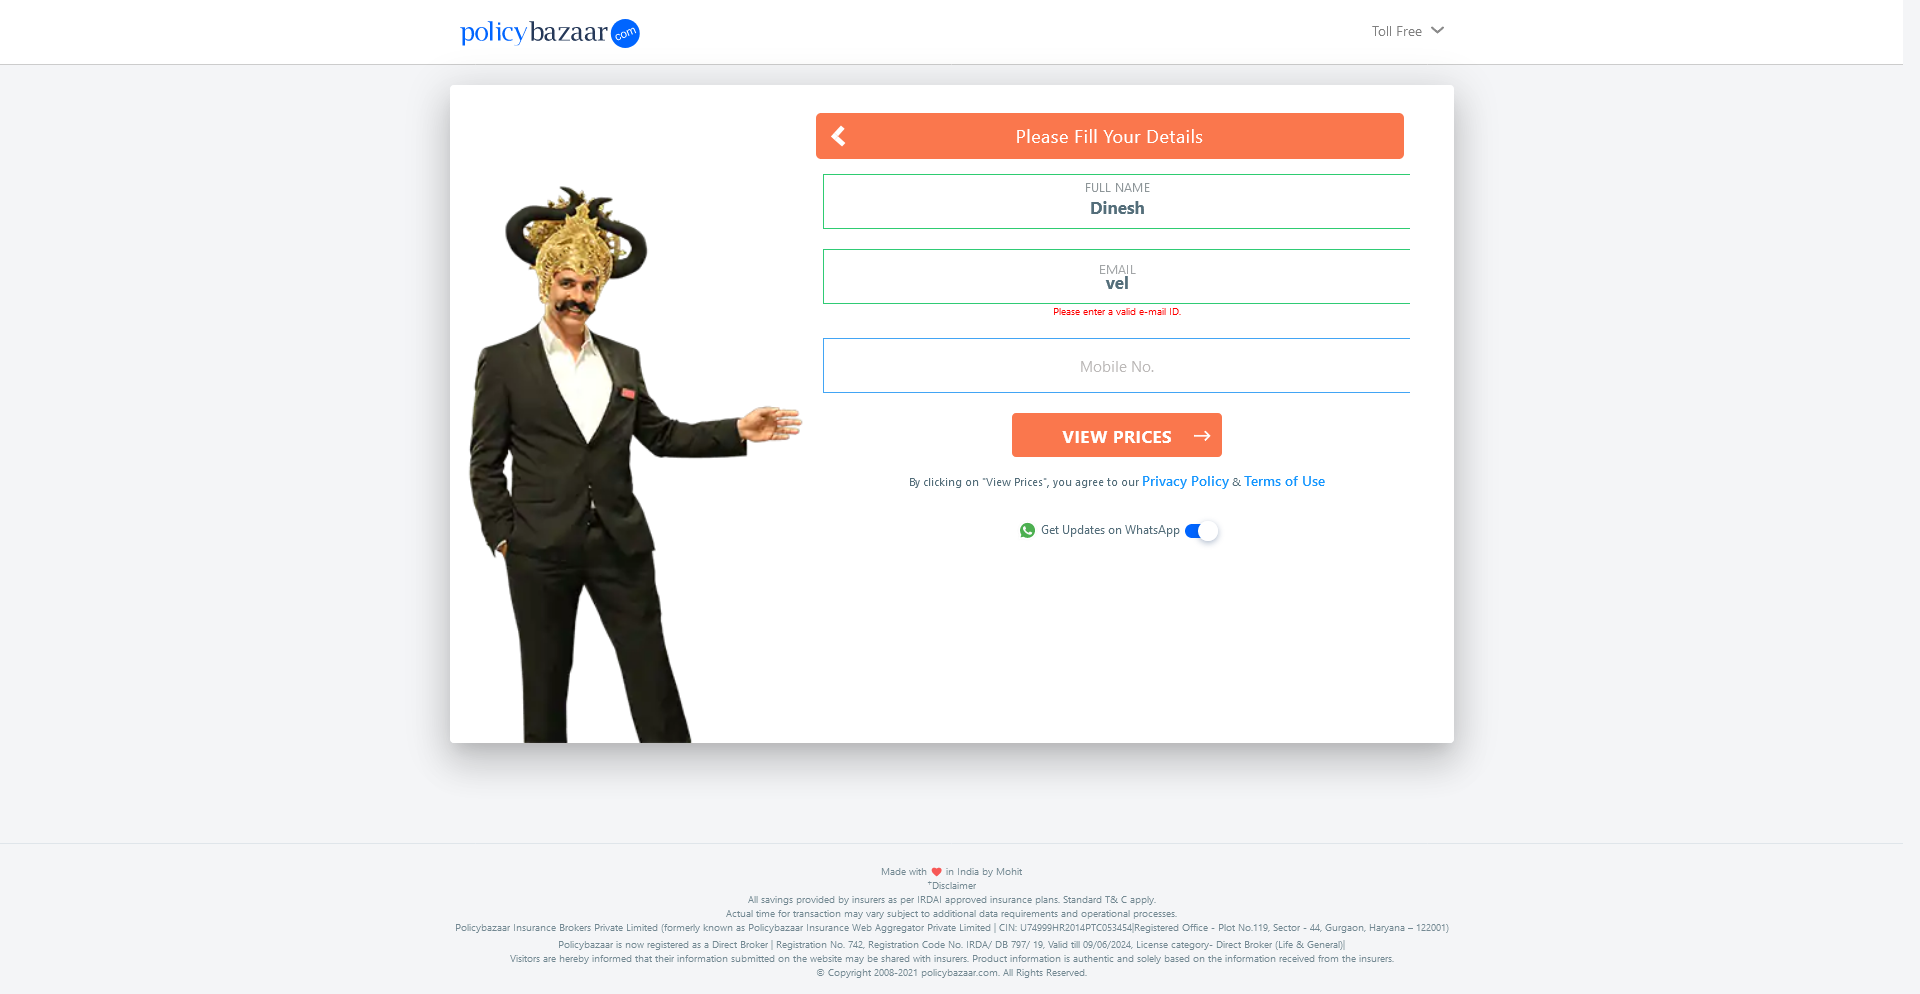 policybazaar com
Toll Free
Please Fill Your Details
FULL NAME
Dinesh
EMAIL
vel
Please enter a valid e-mail ID.
Mobile No.
VIEW PRICES
By clicking on "View Prices", you agree to our Privacy Policy & Terms of Use
Get Updates on WhatsApp
Made with ❤ in India by Mohit
*Disclaimer
All savings provided by insurers as per IRDAI approved insurance plans. Standard T& C apply.
Actual time for transaction may vary subject to additional data requirements and operational processes.
Policybazaar Insurance Brokers Private Limited (formerly known as Policybazaar Insurance Web Aggregator Private Limited | CIN: U74999HR2014PTC053454|Registered Office - Plot No.119, Sector - 44, Gurgaon, Haryana – 122001)
Policybazaar is now registered as a Direct Broker | Registration No. 742, Registration Code No. IRDA/ DB 797/ 19, Valid till 09/06/2024, License category- Direct Broker (Life & General)|
Visitors are hereby informed that their information submitted on the website may be shared with insurers. Product information is authentic and solely based on the information received from the insurers.
© Copyright 2008-2021 policybazaar.com. All Rights Reserved.